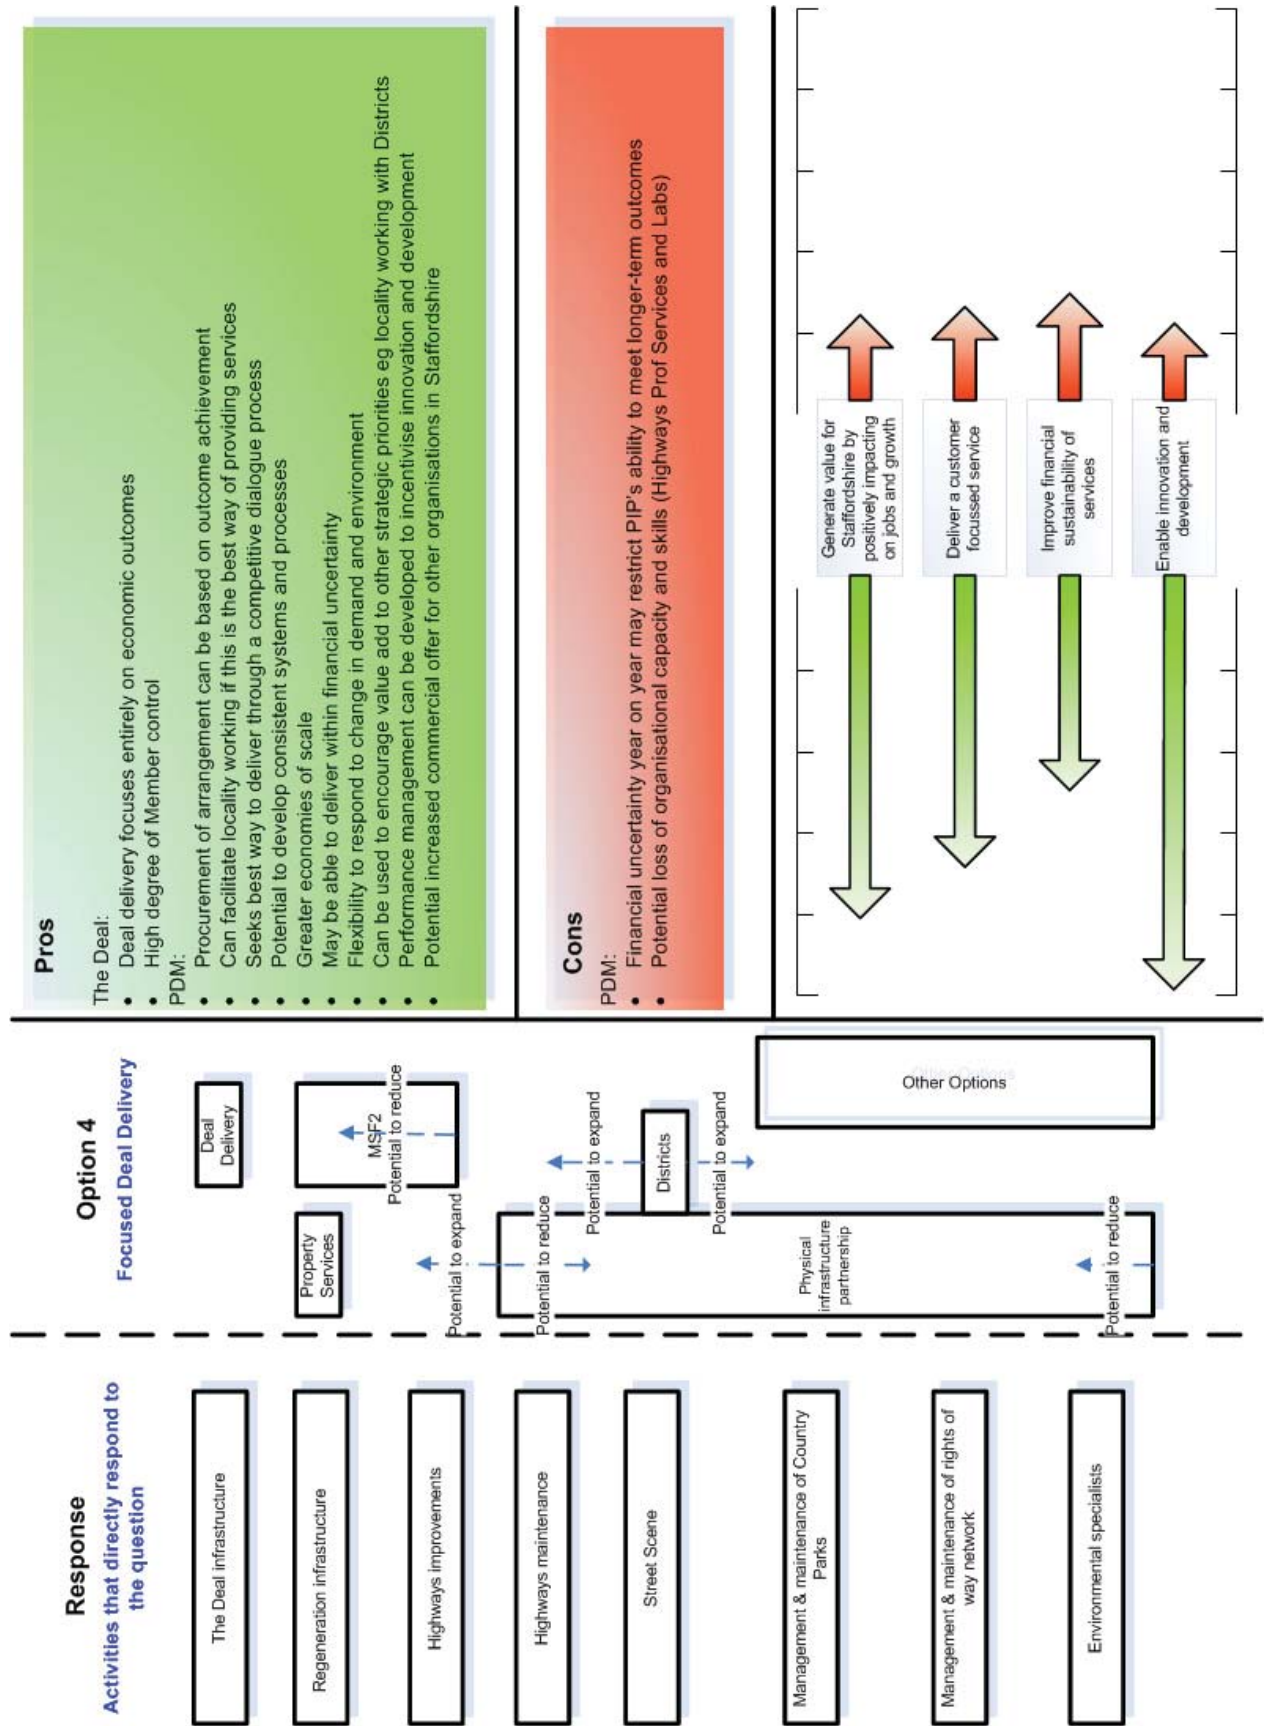 Response
Activities that directly respond to
the question
The Deal infrastructure
Regeneration infrastructure
Highways improvements
Highways maintenance
Street Scene
Management & maintenance of Country
Parks
Management & maintenance of rights of
way network
Environmental specialists
Option 4
Focused Deal Delivery
Deal
Delivery
Property
Services
MSF2
Potential to reduce
Potential to expand
Potential to reduce
Potential to expand
Districts
Potential to expand
Physical
infrastructure
partnership
Other Options
Potential to reduce
Pros
The Deal:
• Deal delivery focuses entirely on economic outcomes
• High degree of Member control
PDM:
• Procurement of arrangement can be based on outcome achievement
• Can facilitate locality working if this is the best way of providing services
• Seeks best way to deliver through a competitive dialogue process
• Potential to develop consistent systems and processes
• Greater economies of scale
• May be able to deliver within financial uncertainty
• Flexibility to respond to change in demand and environment
• Can be used to encourage value add to other strategic priorities eg locality working with Districts
• Performance management can be developed to incentivise innovation and development
• Potential increased commercial offer for other organisations in Staffordshire
Cons
PDM:
• Financial uncertainty year on year may restrict PIP's ability to meet longer-term outcomes
• Potential loss of organisational capacity and skills (Highways Prof Services and Labs)
Generate value for
Staffordshire by
positively impacting
on jobs and growth
Deliver a customer
focussed service
Improve financial
sustainability of
services
Enable innovation and
development